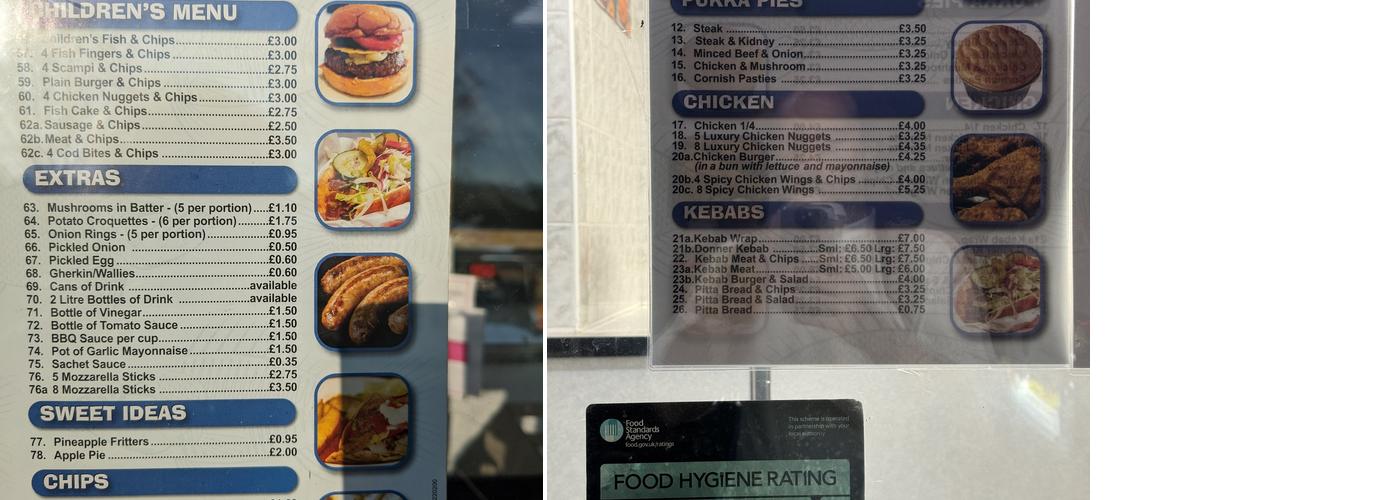 CHILDREN'S MENU
Children's Fish & Chips £3.00
57. 4 Fish Fingers & Chips £3.00
58. 4 Scampi & Chips £2.75
59. Plain Burger & Chips £3.00
60. 4 Chicken Nuggets & Chips £3.00
61. Fish Cake & Chips £2.75
62a. Sausage & Chips £2.50
62b. Meat & Chips £3.50
62c. 4 Cod Bites & Chips £3.00
EXTRAS
63. Mushrooms in Batter - (5 per portion) £1.10
64. Potato Croquettes - (6 per portion) £1.75
65. Onion Rings - (5 per portion) £0.95
66. Pickled Onion £0.50
67. Pickled Egg £0.60
68. Gherkin/Wallies £0.60
69. Cans of Drink available
70. 2 Litre Bottles of Drink available
71. Bottle of Vinegar £1.50
72. Bottle of Tomato Sauce £1.50
73. BBQ Sauce per cup £1.50
74. Pot of Garlic Mayonnaise £1.50
75. Sachet Sauce £0.35
76. 5 Mozzarella Sticks £2.75
76a 8 Mozzarella Sticks £3.50
SWEET IDEAS
77. Pineapple Fritters £0.95
78. Apple Pie £2.00
CHIPS
PUKKA PIES
12. Steak £3.50
13. Steak & Kidney £3.25
14. Minced Beef & Onion £3.25
15. Chicken & Mushroom £3.25
16. Cornish Pasties £3.25
CHICKEN
17. Chicken 1/4 £4.00
18. 5 Luxury Chicken Nuggets £3.25
19. 8 Luxury Chicken Nuggets £4.35
20a. Chicken Burger £4.25
(in a bun with lettuce and mayonnaise)
20b. 4 Spicy Chicken Wings & Chips £4.00
20c. 8 Spicy Chicken Wings £5.25
KEBABS
21a. Kebab Wrap £7.00
21b. Donner Kebab Sml: £6.50 Lrg: £7.50
22. Kebab Meat & Chips Sml: £6.50 Lrg: £7.50
23a. Kebab Meat Sml: £5.00 Lrg: £6.00
23b. Kebab Burger & Salad £4.00
24. Pitta Bread & Chips £3.25
25. Pitta Bread & Salad £3.25
26. Pitta Bread £0.75
Food
Standards
Agency
food.gov.uk/ratings
This scheme is operated
in partnership with your
local authority
FOOD HYGIENE RATING